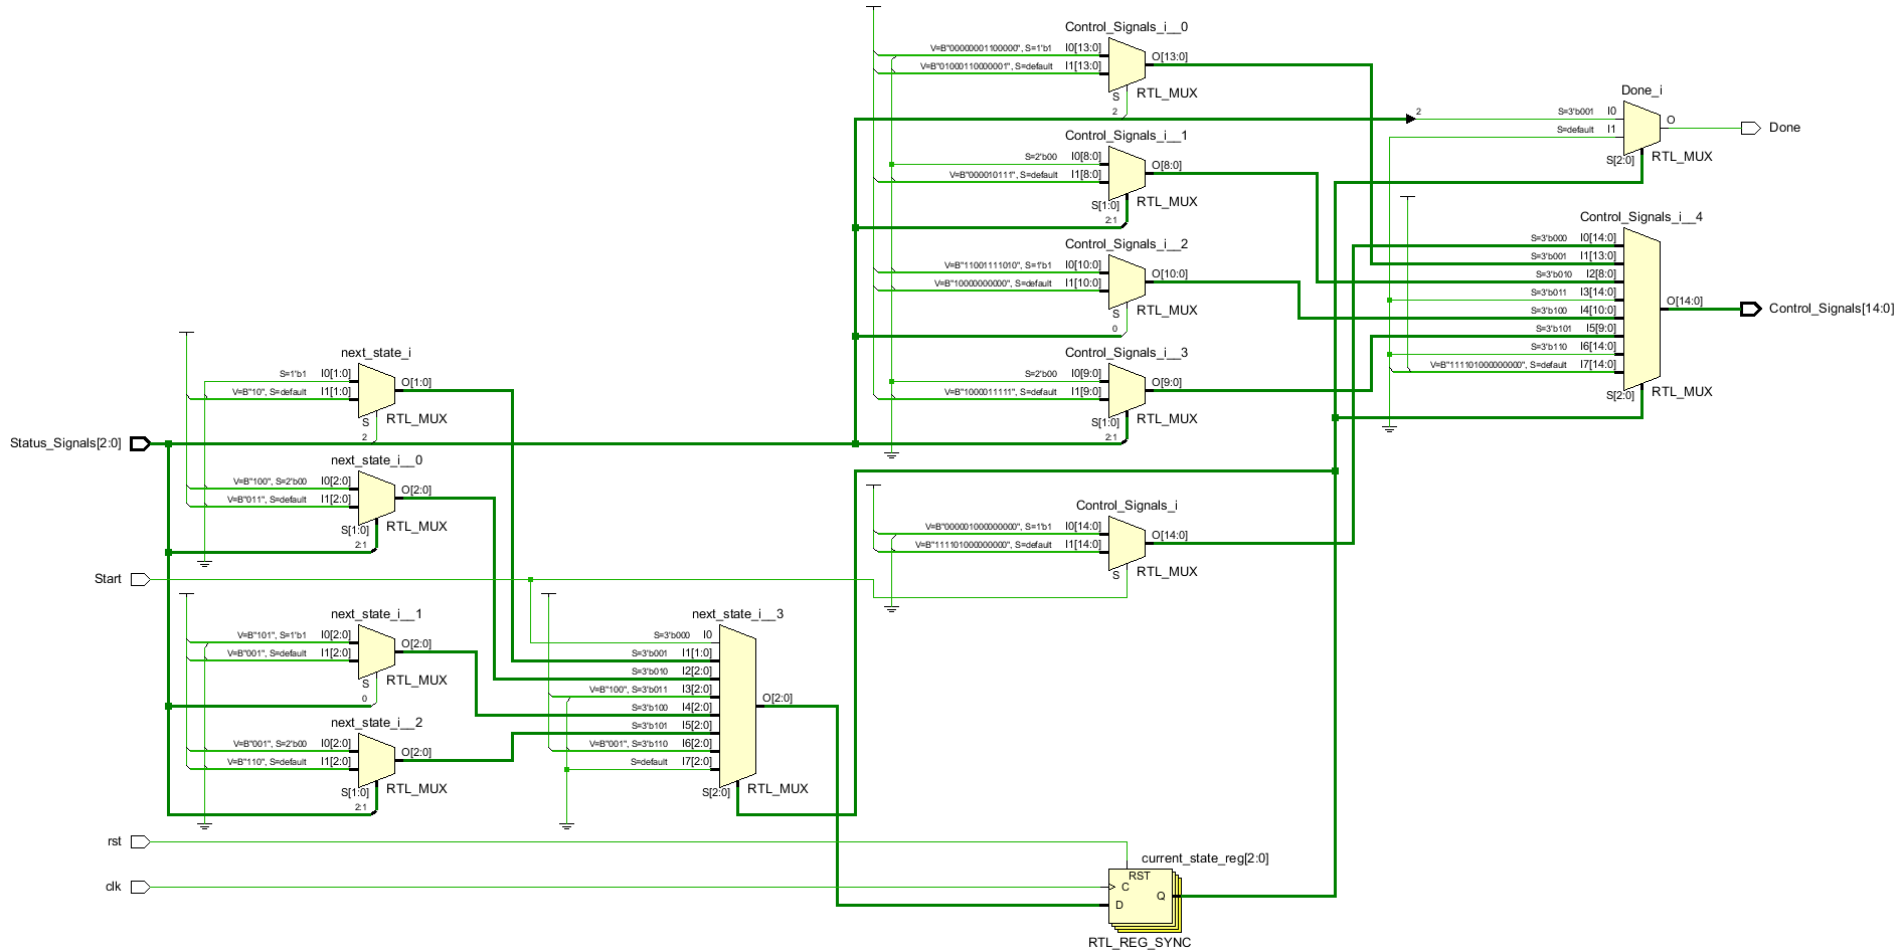 Control_Signals_i__0
V=B"00000001100000", S=1'b1 I0[13:0]
V=B"01000110000001", S=default I1[13:0]
O[13:0]
S
RTL_MUX
2
Control_Signals_i__1
S=2'b00 I0[8:0]
V=B"000010111", S=default I1[8:0]
O[8:0]
S[1:0]
RTL_MUX
2:1
Control_Signals_i__2
V=B"11001111010", S=1'b1 I0[10:0]
V=B"10000000000", S=default I1[10:0]
O[10:0]
S
RTL_MUX
0
Control_Signals_i__3
S=2'b00 I0[9:0]
V=B"1000011111", S=default I1[9:0]
O[9:0]
S[1:0]
RTL_MUX
2:1
2
Done_i
S=3'b001 I0
S=default I1
O
S[2:0]
RTL_MUX
Done
Control_Signals_i__4
S=3'b000 I0[14:0]
S=3'b001 I1[13:0]
S=3'b010 I2[8:0]
S=3'b011 I3[14:0]
S=3'b100 I4[10:0]
S=3'b101 I5[9:0]
S=3'b110 I6[14:0]
V=B"111101000000000", S=default I7[14:0]
O[14:0]
S[2:0]
RTL_MUX
Control_Signals[14:0]
next_state_i
S=1'b1 I0[1:0]
V=B"10", S=default I1[1:0]
O[1:0]
S
RTL_MUX
2
Status_Signals[2:0]
next_state_i__0
V=B"100", S=2'b00 I0[2:0]
V=B"011", S=default I1[2:0]
O[2:0]
S[1:0]
RTL_MUX
2:1
Control_Signals_i
V=B"000001000000000", S=1'b1 I0[14:0]
V=B"111101000000000", S=default I1[14:0]
O[14:0]
S
RTL_MUX
Start
next_state_i__1
V=B"101", S=1'b1 I0[2:0]
V=B"001", S=default I1[2:0]
O[2:0]
S
RTL_MUX
0
next_state_i__2
V=B"001", S=2'b00 I0[2:0]
V=B"110", S=default I1[2:0]
O[2:0]
S[1:0]
RTL_MUX
2:1
next_state_i__3
S=3'b000 I0
S=3'b001 I1[1:0]
S=3'b010 I2[2:0]
V=B"100", S=3'b011 I3[2:0]
S=3'b100 I4[2:0]
S=3'b101 I5[2:0]
V=B"001", S=3'b110 I6[2:0]
S=default I7[2:0]
O[2:0]
S[2:0]
RTL_MUX
rst
clk
current_state_reg[2:0]
RST
C
Q
D
RTL_REG_SYNC